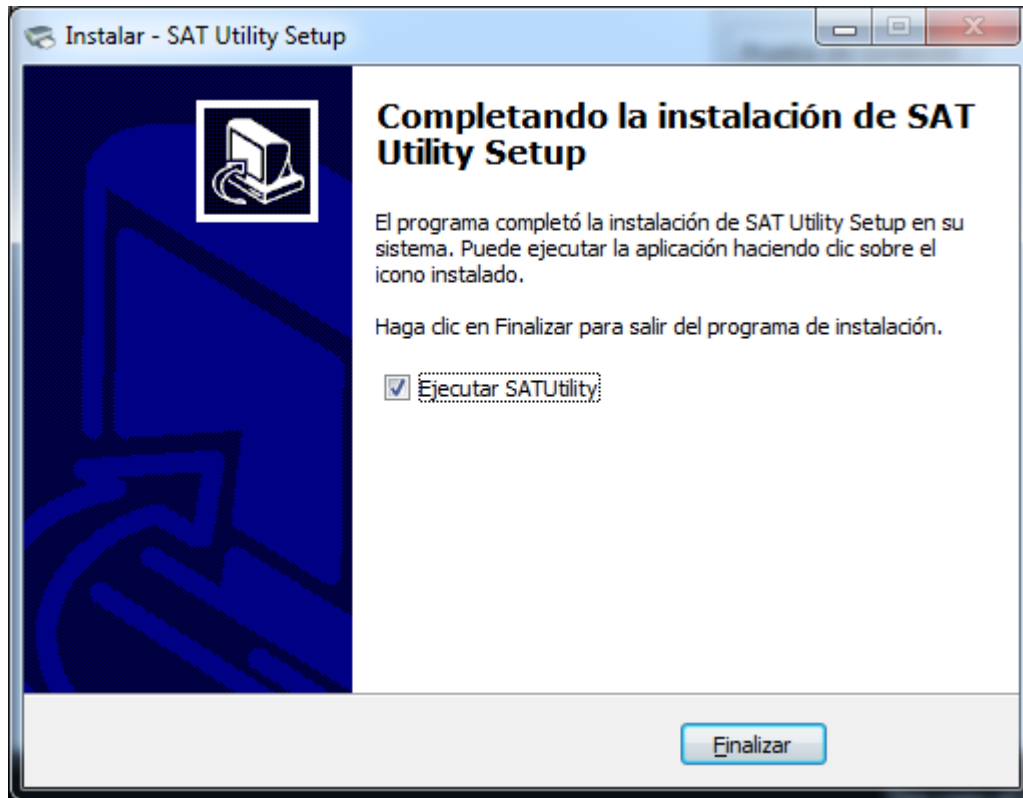 Instalar - SAT Utility Setup
Completando la instalación de SAT
Utility Setup
El programa completó la instalación de SAT Utility Setup en su
sistema. Puede ejecutar la aplicación haciendo clic sobre el
icono instalado.
Haga clic en Finalizar para salir del programa de instalación.
Ejecutar SATUtility
Finalizar